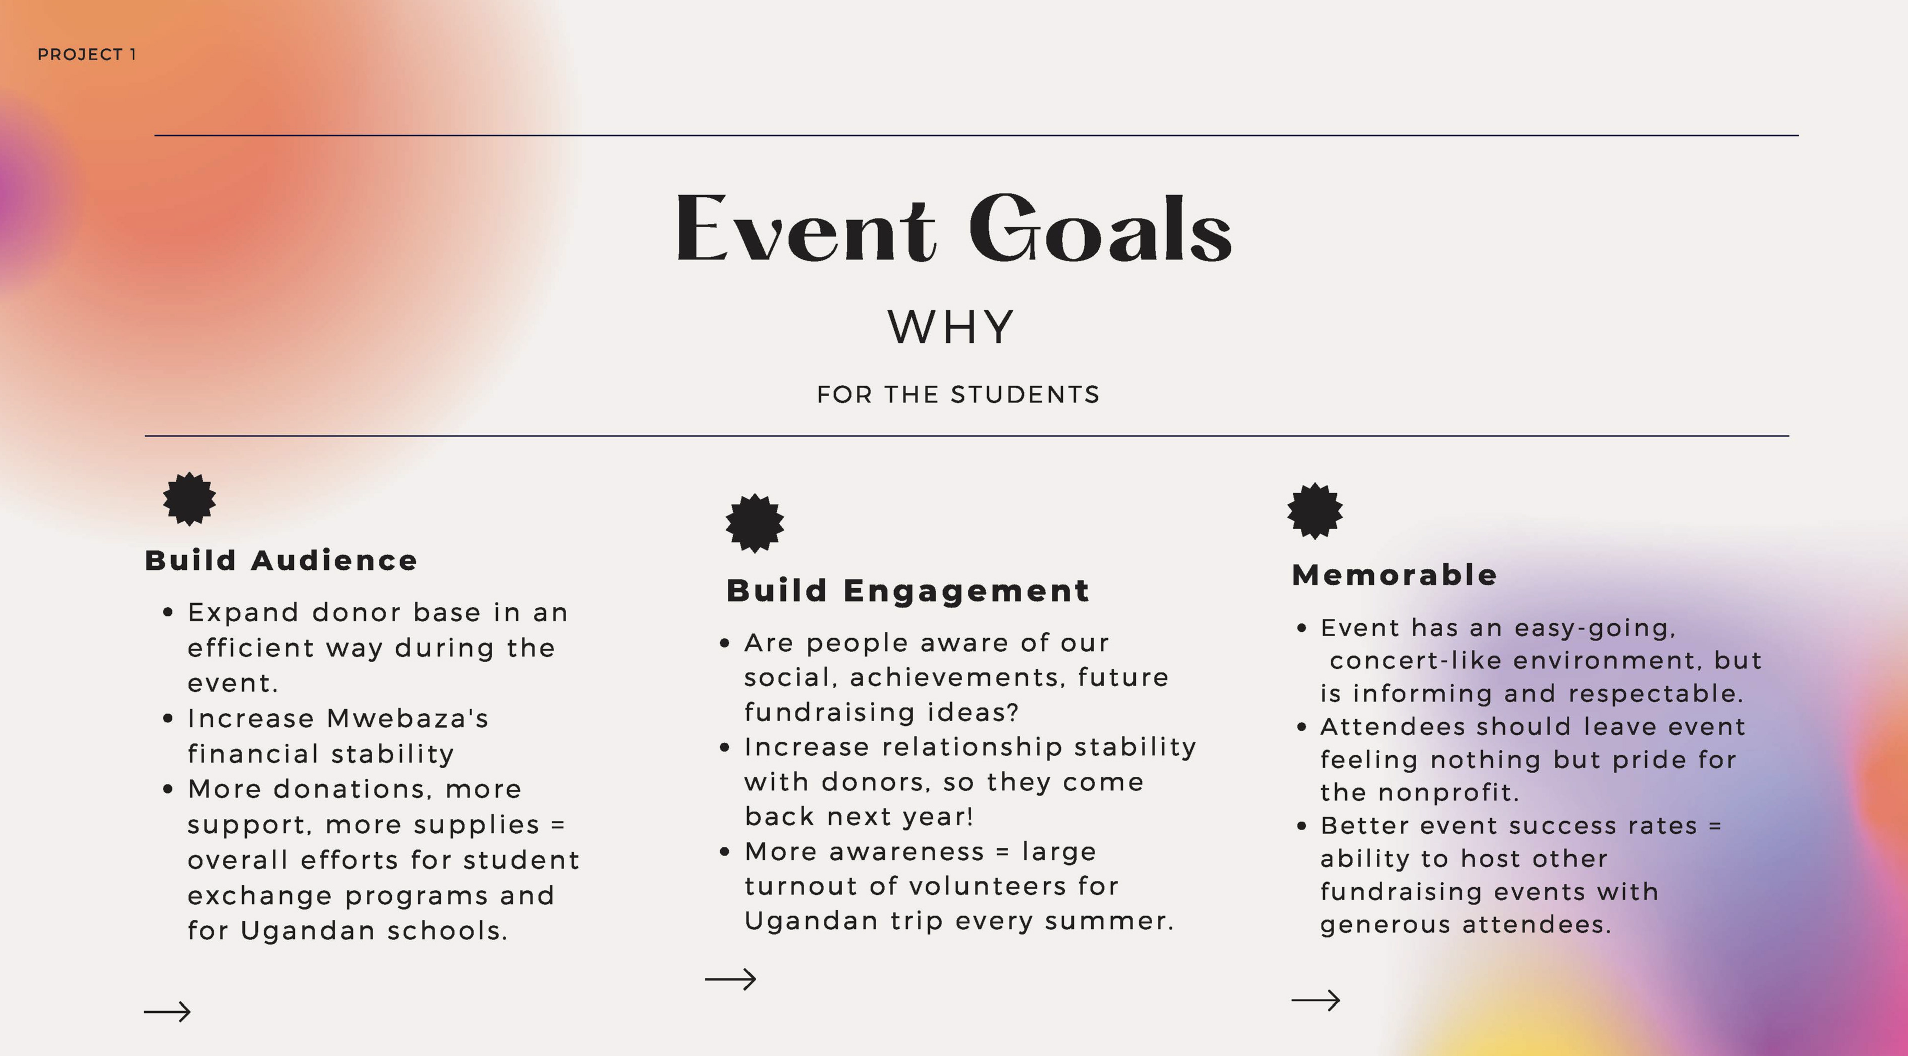 PROJECT 1
Event Goals
WHY
FOR THE STUDENTS
Build Audience
• Expand donor base in an
efficient way during the
event.
• Increase Mwebaza's
financial stability
• More donations, more
support, more supplies =
overall efforts for student
exchange programs and
for Ugandan schools.
Build Engagement
• Are people aware of our
social, achievements, future
fundraising ideas?
• Increase relationship stability
with donors, so they come
back next year!
• More awareness = large
turnout of volunteers for
Ugandan trip every summer.
Memorable
• Event has an easy-going,
concert-like environment, but
is informing and respectable.
• Attendees should leave event
feeling nothing but pride for
the nonprofit.
• Better event success rates =
ability to host other
fundraising events with
generous attendees.